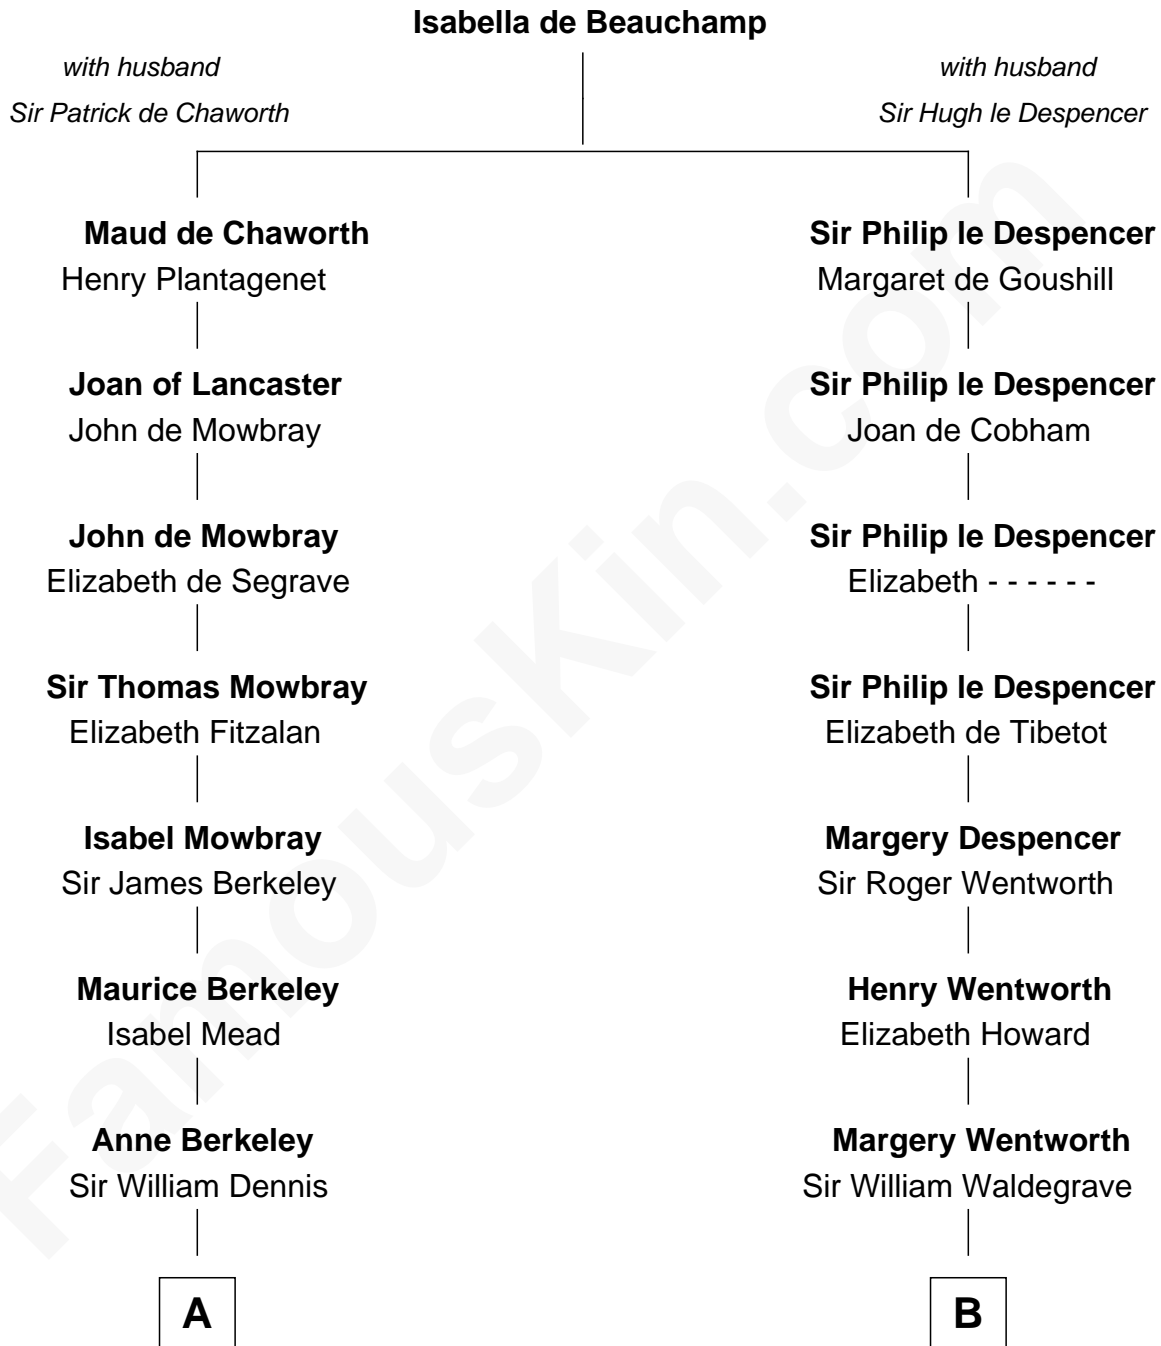 Isabella de Beauchamp
with husband
Sir Patrick de Chaworth
with husband
Sir Hugh le Despencer
Maud de Chaworth
Henry Plantagenet
Sir Philip le Despencer
Margaret de Goushill
Joan of Lancaster
John de Mowbray
Sir Philip le Despencer
Joan de Cobham
John de Mowbray
Elizabeth de Segrave
Sir Philip le Despencer
Elizabeth - - - - - -
Sir Thomas Mowbray
Elizabeth Fitzalan
Sir Philip le Despencer
Elizabeth de Tibetot
Isabel Mowbray
Sir James Berkeley
Margery Despencer
Sir Roger Wentworth
Maurice Berkeley
Isabel Mead
Henry Wentworth
Elizabeth Howard
Anne Berkeley
Sir William Dennis
Margery Wentworth
Sir William Waldegrave
A
B
FamousKin.com